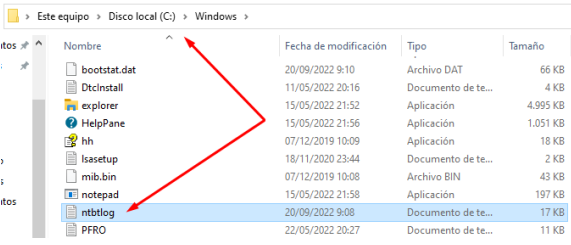 Este equipo > Disco local (C:) > Windows >
Nombre Fecha de modificación Tipo Tamaño
bootstat.dat 20/09/2022 9:10 Archivo DAT 66 KB
DtcInstall 11/05/2022 20:16 Documento de te... 4 KB
explorer 15/05/2022 21:52 Aplicación 4.995 KB
HelpPane 15/05/2022 21:56 Aplicación 1.051 KB
hh 07/12/2019 10:09 Aplicación 18 KB
lsasetup 18/11/2020 23:44 Documento de te... 2 KB
mib.bin 07/12/2019 10:08 Archivo BIN 43 KB
notepad 15/05/2022 21:58 Aplicación 197 KB
ntbtlog 20/09/2022 9:08 Documento de te... 17 KB
PFRO 22/05/2022 20:27 Documento de te... 11 KB